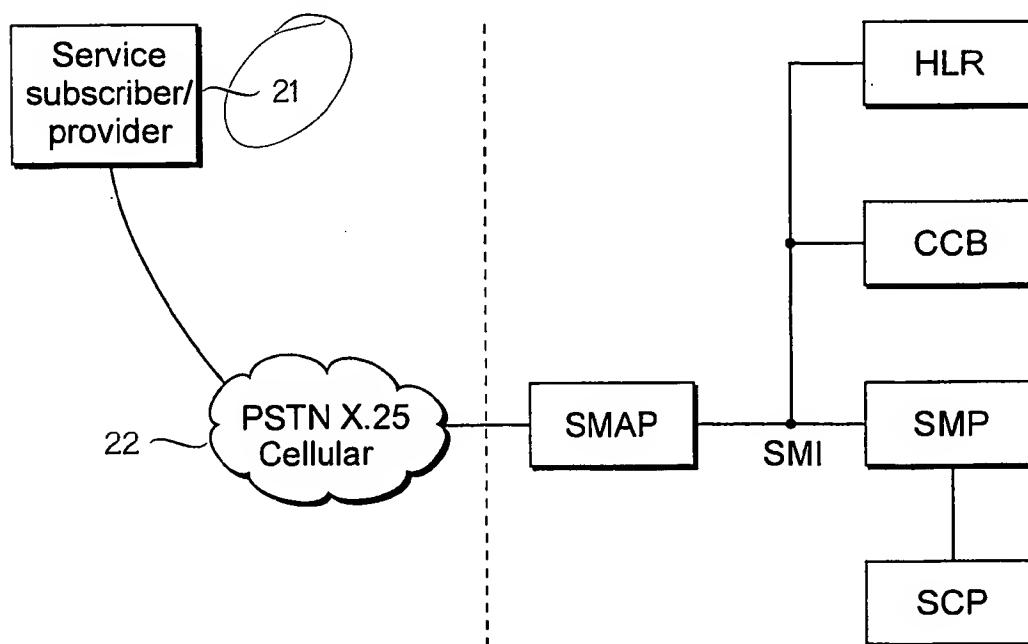 Service
subscriber/
provider
21
HLR
CCB
PSTN X.25
Cellular
22
SMAP
SMI
SMP
SCP